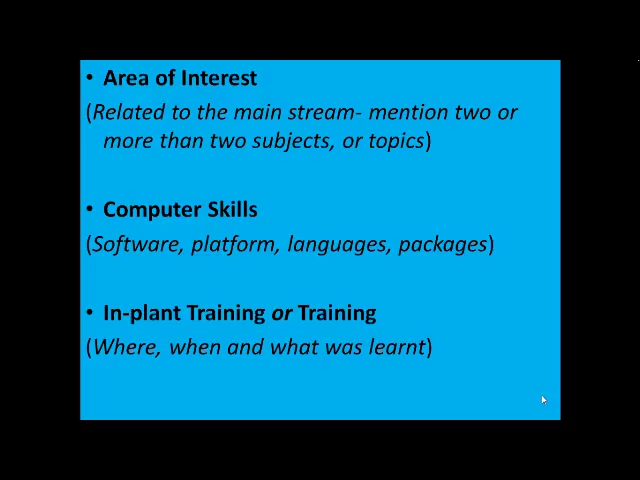 • Area of Interest
(Related to the main stream- mention two or
more than two subjects, or topics)
• Computer Skills
(Software, platform, languages, packages)
• In-plant Training or Training
(Where, when and what was learnt)